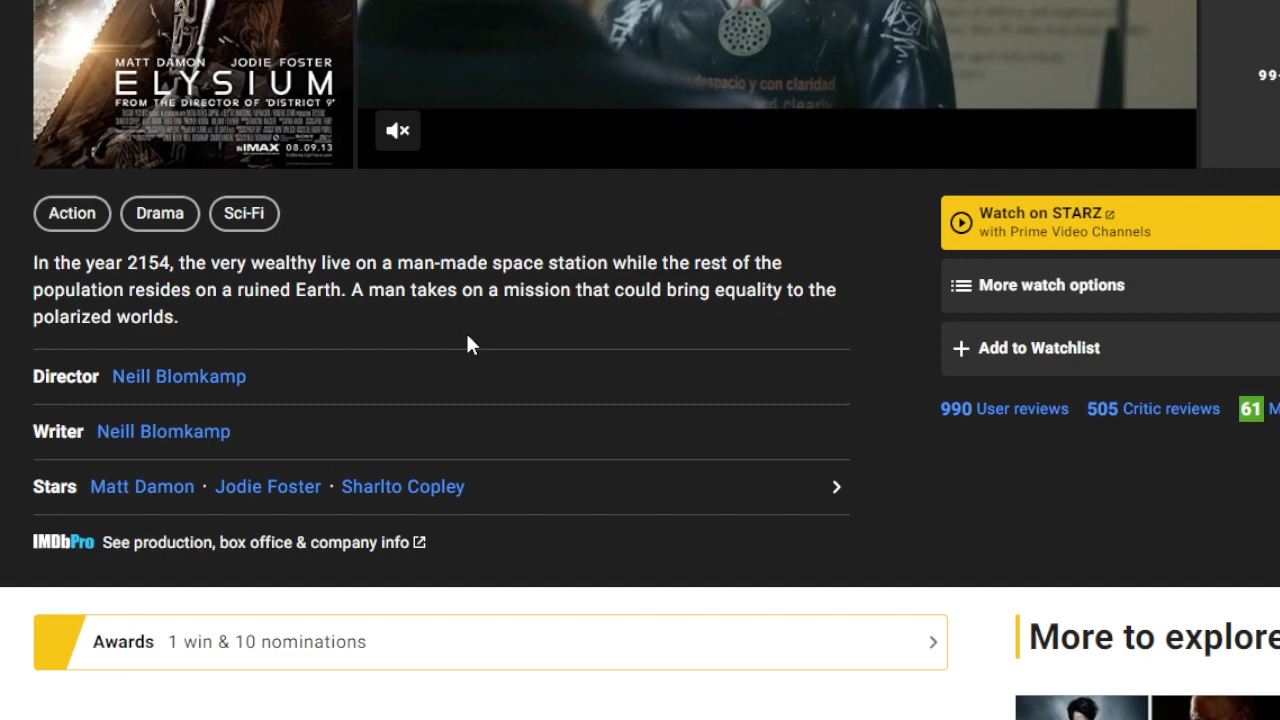 MATT DAMON JODIE FOSTER
ELYSIUM
FROM THE DIRECTOR OF 'DISTRICT 9'
IMAX 08.09.13
despacio y con claridad
99
Action
Drama
Sci-Fi
In the year 2154, the very wealthy live on a man-made space station while the rest of the
population resides on a ruined Earth. A man takes on a mission that could bring equality to the
polarized worlds.
Director Neill Blomkamp
Writer Neill Blomkamp
Stars Matt Damon · Jodie Foster · Sharlto Copley
IMDbPro See production, box office & company info
Watch on STARZ
with Prime Video Channels
More watch options
Add to Watchlist
990 User reviews 505 Critic reviews 61 M
Awards 1 win & 10 nominations
More to explore